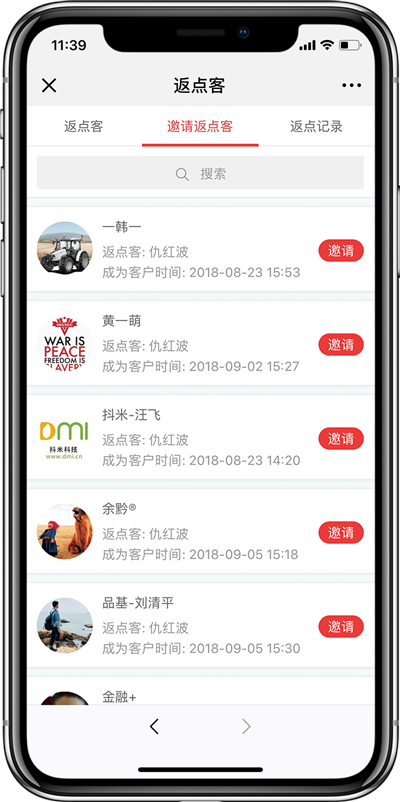 11:39
返点客
返点客 邀请返点客 返点记录
搜索
一韩一
返点客: 仇红波
邀请
成为客户时间: 2018-08-23 15:53
WAR IS
PEACE
FREEDOM IS
SLAVERY
黄一萌
返点客: 仇红波
邀请
成为客户时间: 2018-09-02 15:27
DMI
抖米科技
www.dmi.cn
抖米-汪飞
返点客: 仇红波
邀请
成为客户时间: 2018-08-23 14:20
余黔®
返点客: 仇红波
邀请
成为客户时间: 2018-09-05 15:18
品基-刘清平
返点客: 仇红波
邀请
成为客户时间: 2018-09-05 15:30
金融+